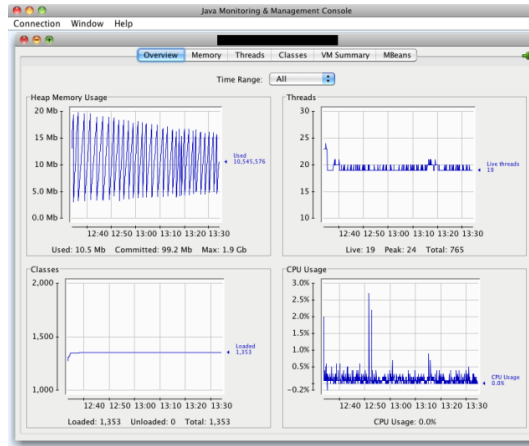 Java Monitoring & Management Console
Connection Window Help
Overview Memory Threads Classes VM Summary MBeans
Time Range: All
Heap Memory Usage
20 Mb
15 Mb
10 Mb
5.0 Mb
0.0 Mb
Used
10,545,576
12:40 12:50 13:00 13:10 13:20 13:30
Used: 10.5 Mb Committed: 99.2 Mb Max: 1.9 Gb
Threads
30
25
20
15
10
Live threads
19
12:40 12:50 13:00 13:10 13:20 13:30
Live: 19 Peak: 24 Total: 765
Classes
2,000
1,500
1,000
Loaded
1,353
12:40 12:50 13:00 13:10 13:20 13:30
Loaded: 1,353 Unloaded: 0 Total: 1,353
CPU Usage
3.0%
2.5%
2.0%
1.5%
1.0%
0.5%
-0.2%
CPU Usage
0.0%
12:40 12:50 13:00 13:10 13:20 13:30
CPU Usage: 0.0%